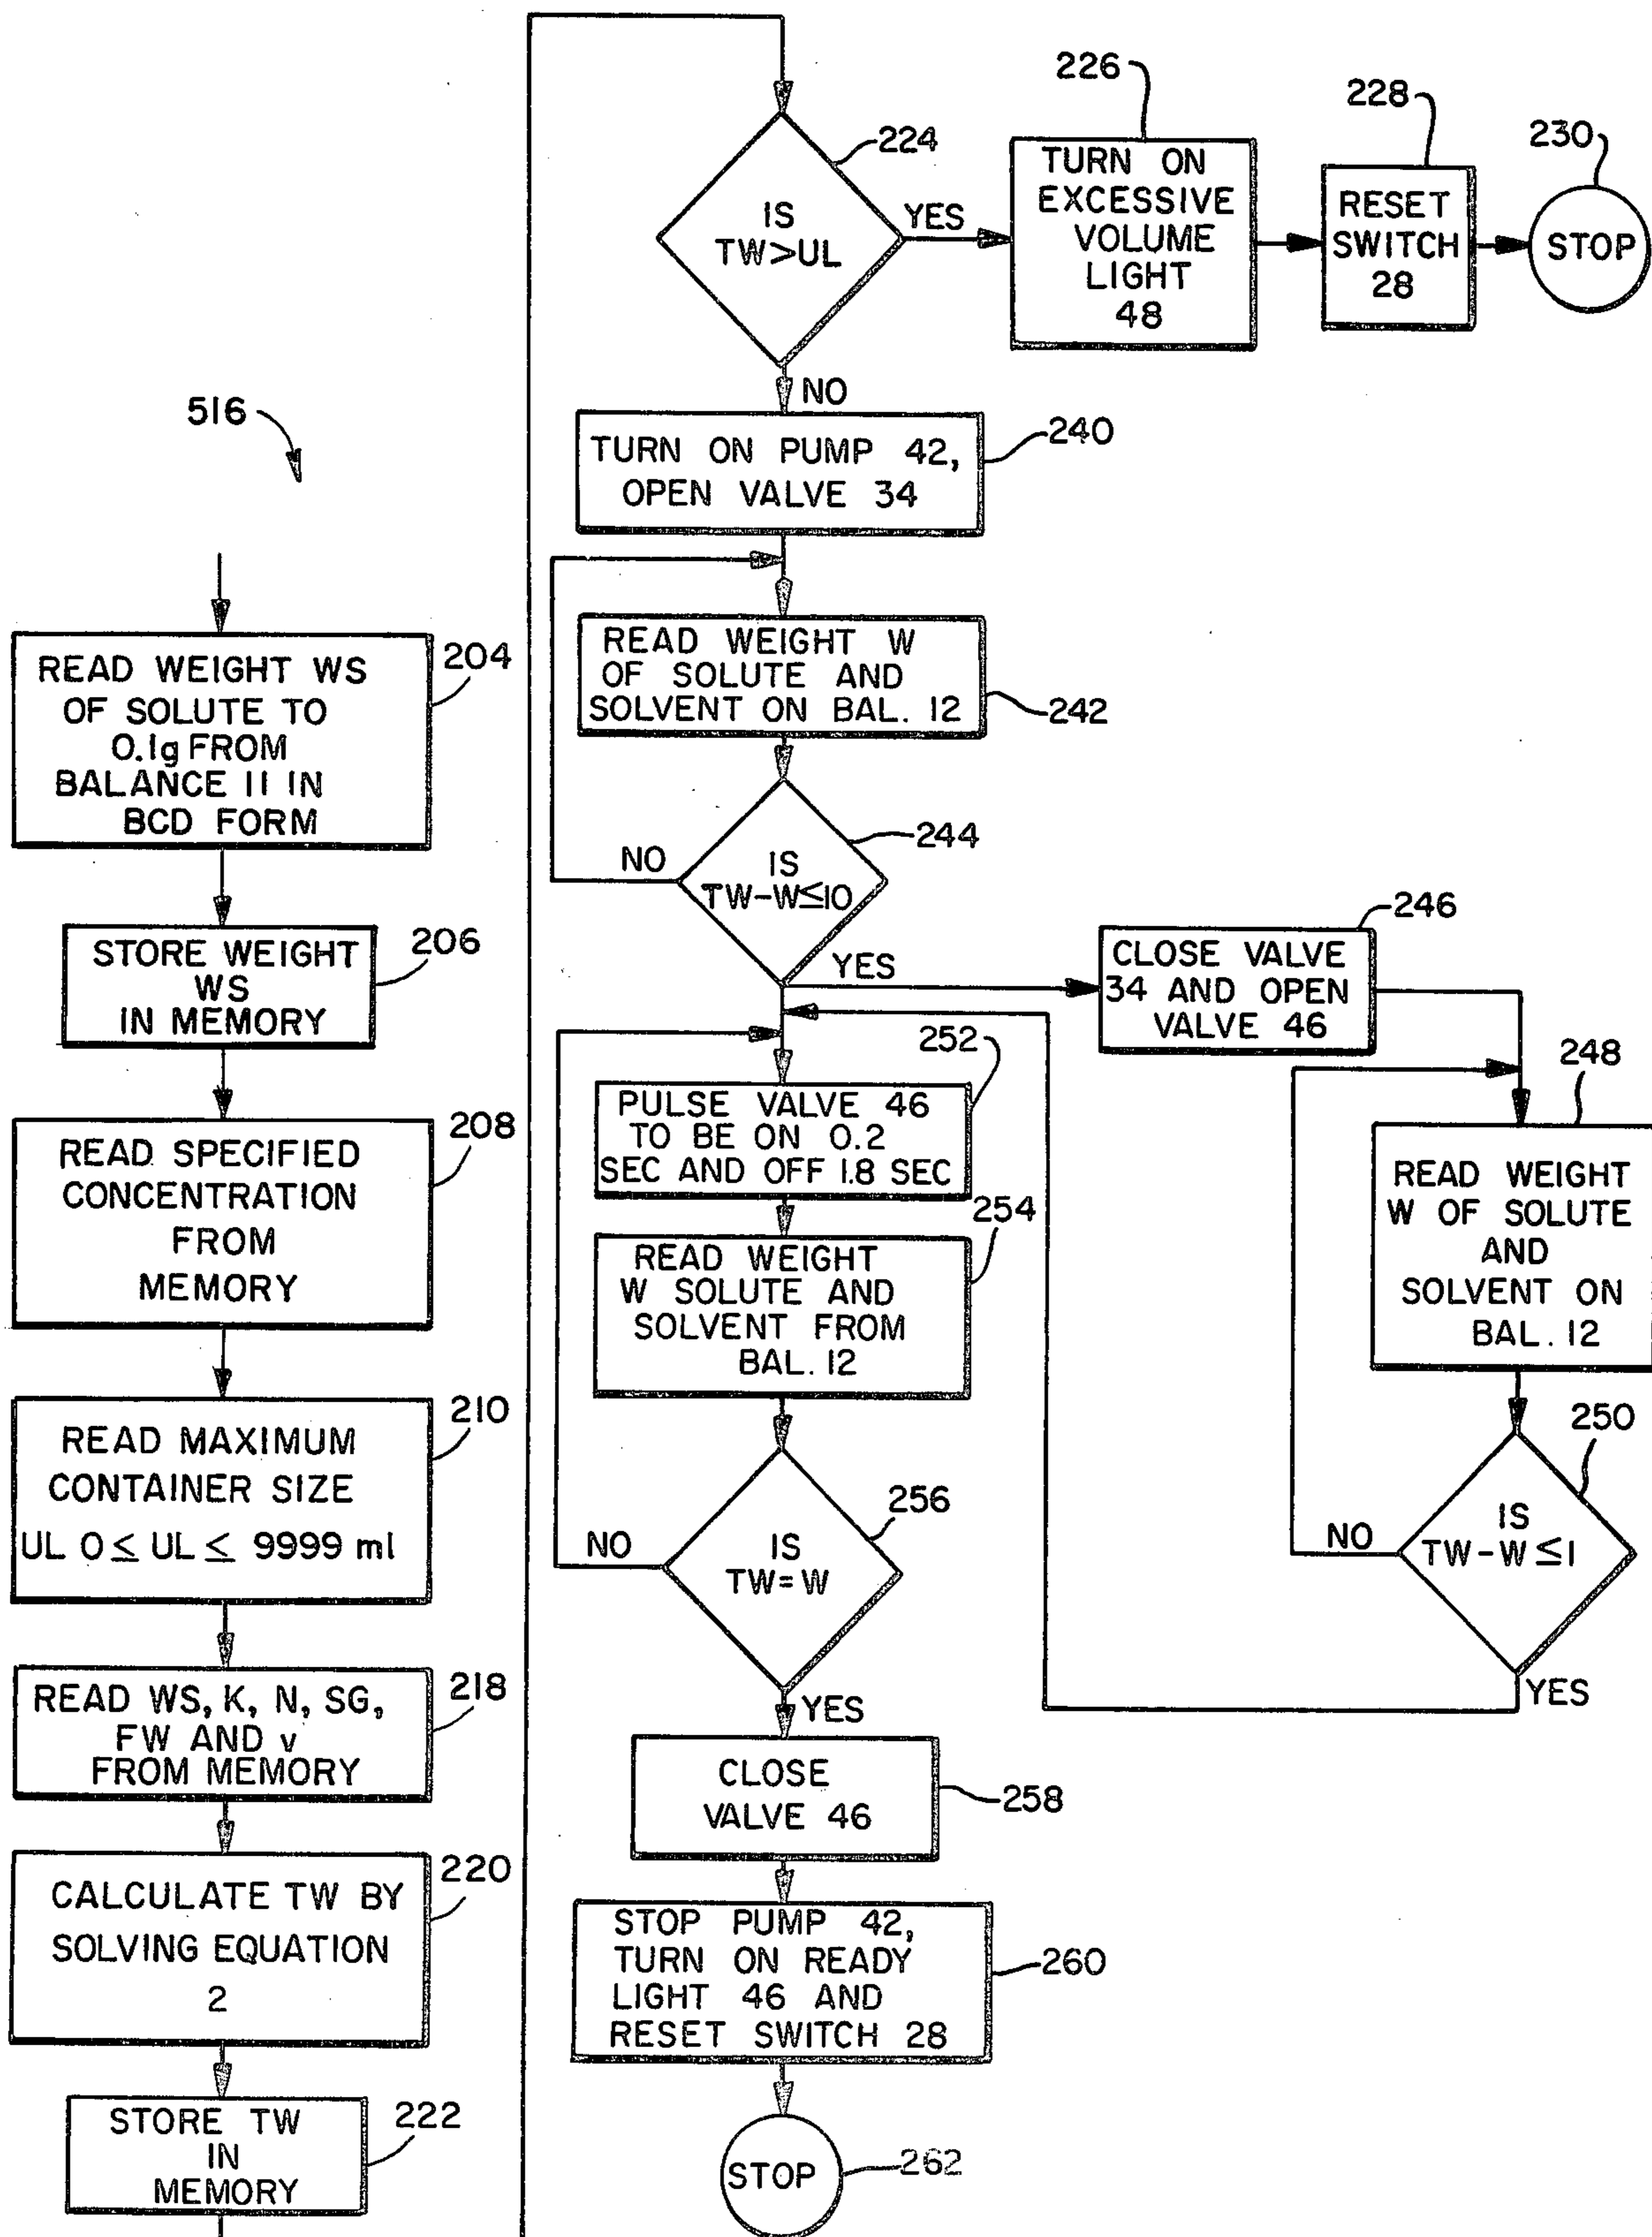 516
READ WEIGHT WS
OF SOLUTE TO
0.1g FROM
BALANCE 11 IN
BCD FORM
204
STORE WEIGHT
WS
IN MEMORY
206
READ SPECIFIED
CONCENTRATION
FROM
MEMORY
208
READ MAXIMUM
CONTAINER SIZE
UL 0 ≤ UL ≤ 9999 ml
210
READ WS, K, N, SG,
FW AND v
FROM MEMORY
218
CALCULATE TW BY
SOLVING EQUATION
2
220
STORE TW
IN
MEMORY
222
IS
TW>UL
224
YES
NO
TURN ON
EXCESSIVE
VOLUME
LIGHT
48
226
RESET
SWITCH
28
228
STOP
230
TURN ON PUMP 42,
OPEN VALVE 34
240
READ WEIGHT W
OF SOLUTE AND
SOLVENT ON BAL. 12
242
IS
TW-W≤10
244
NO
YES
CLOSE VALVE
34 AND OPEN
VALVE 46
246
READ WEIGHT
W OF SOLUTE
AND
SOLVENT ON
BAL. 12
248
IS
TW-W≤1
250
NO
YES
PULSE VALVE 46
TO BE ON 0.2
SEC AND OFF 1.8 SEC
252
READ WEIGHT
W SOLUTE AND
SOLVENT FROM
BAL. 12
254
IS
TW=W
256
NO
YES
CLOSE
VALVE 46
258
STOP PUMP 42,
TURN ON READY
LIGHT 46 AND
RESET SWITCH 28
260
STOP
262